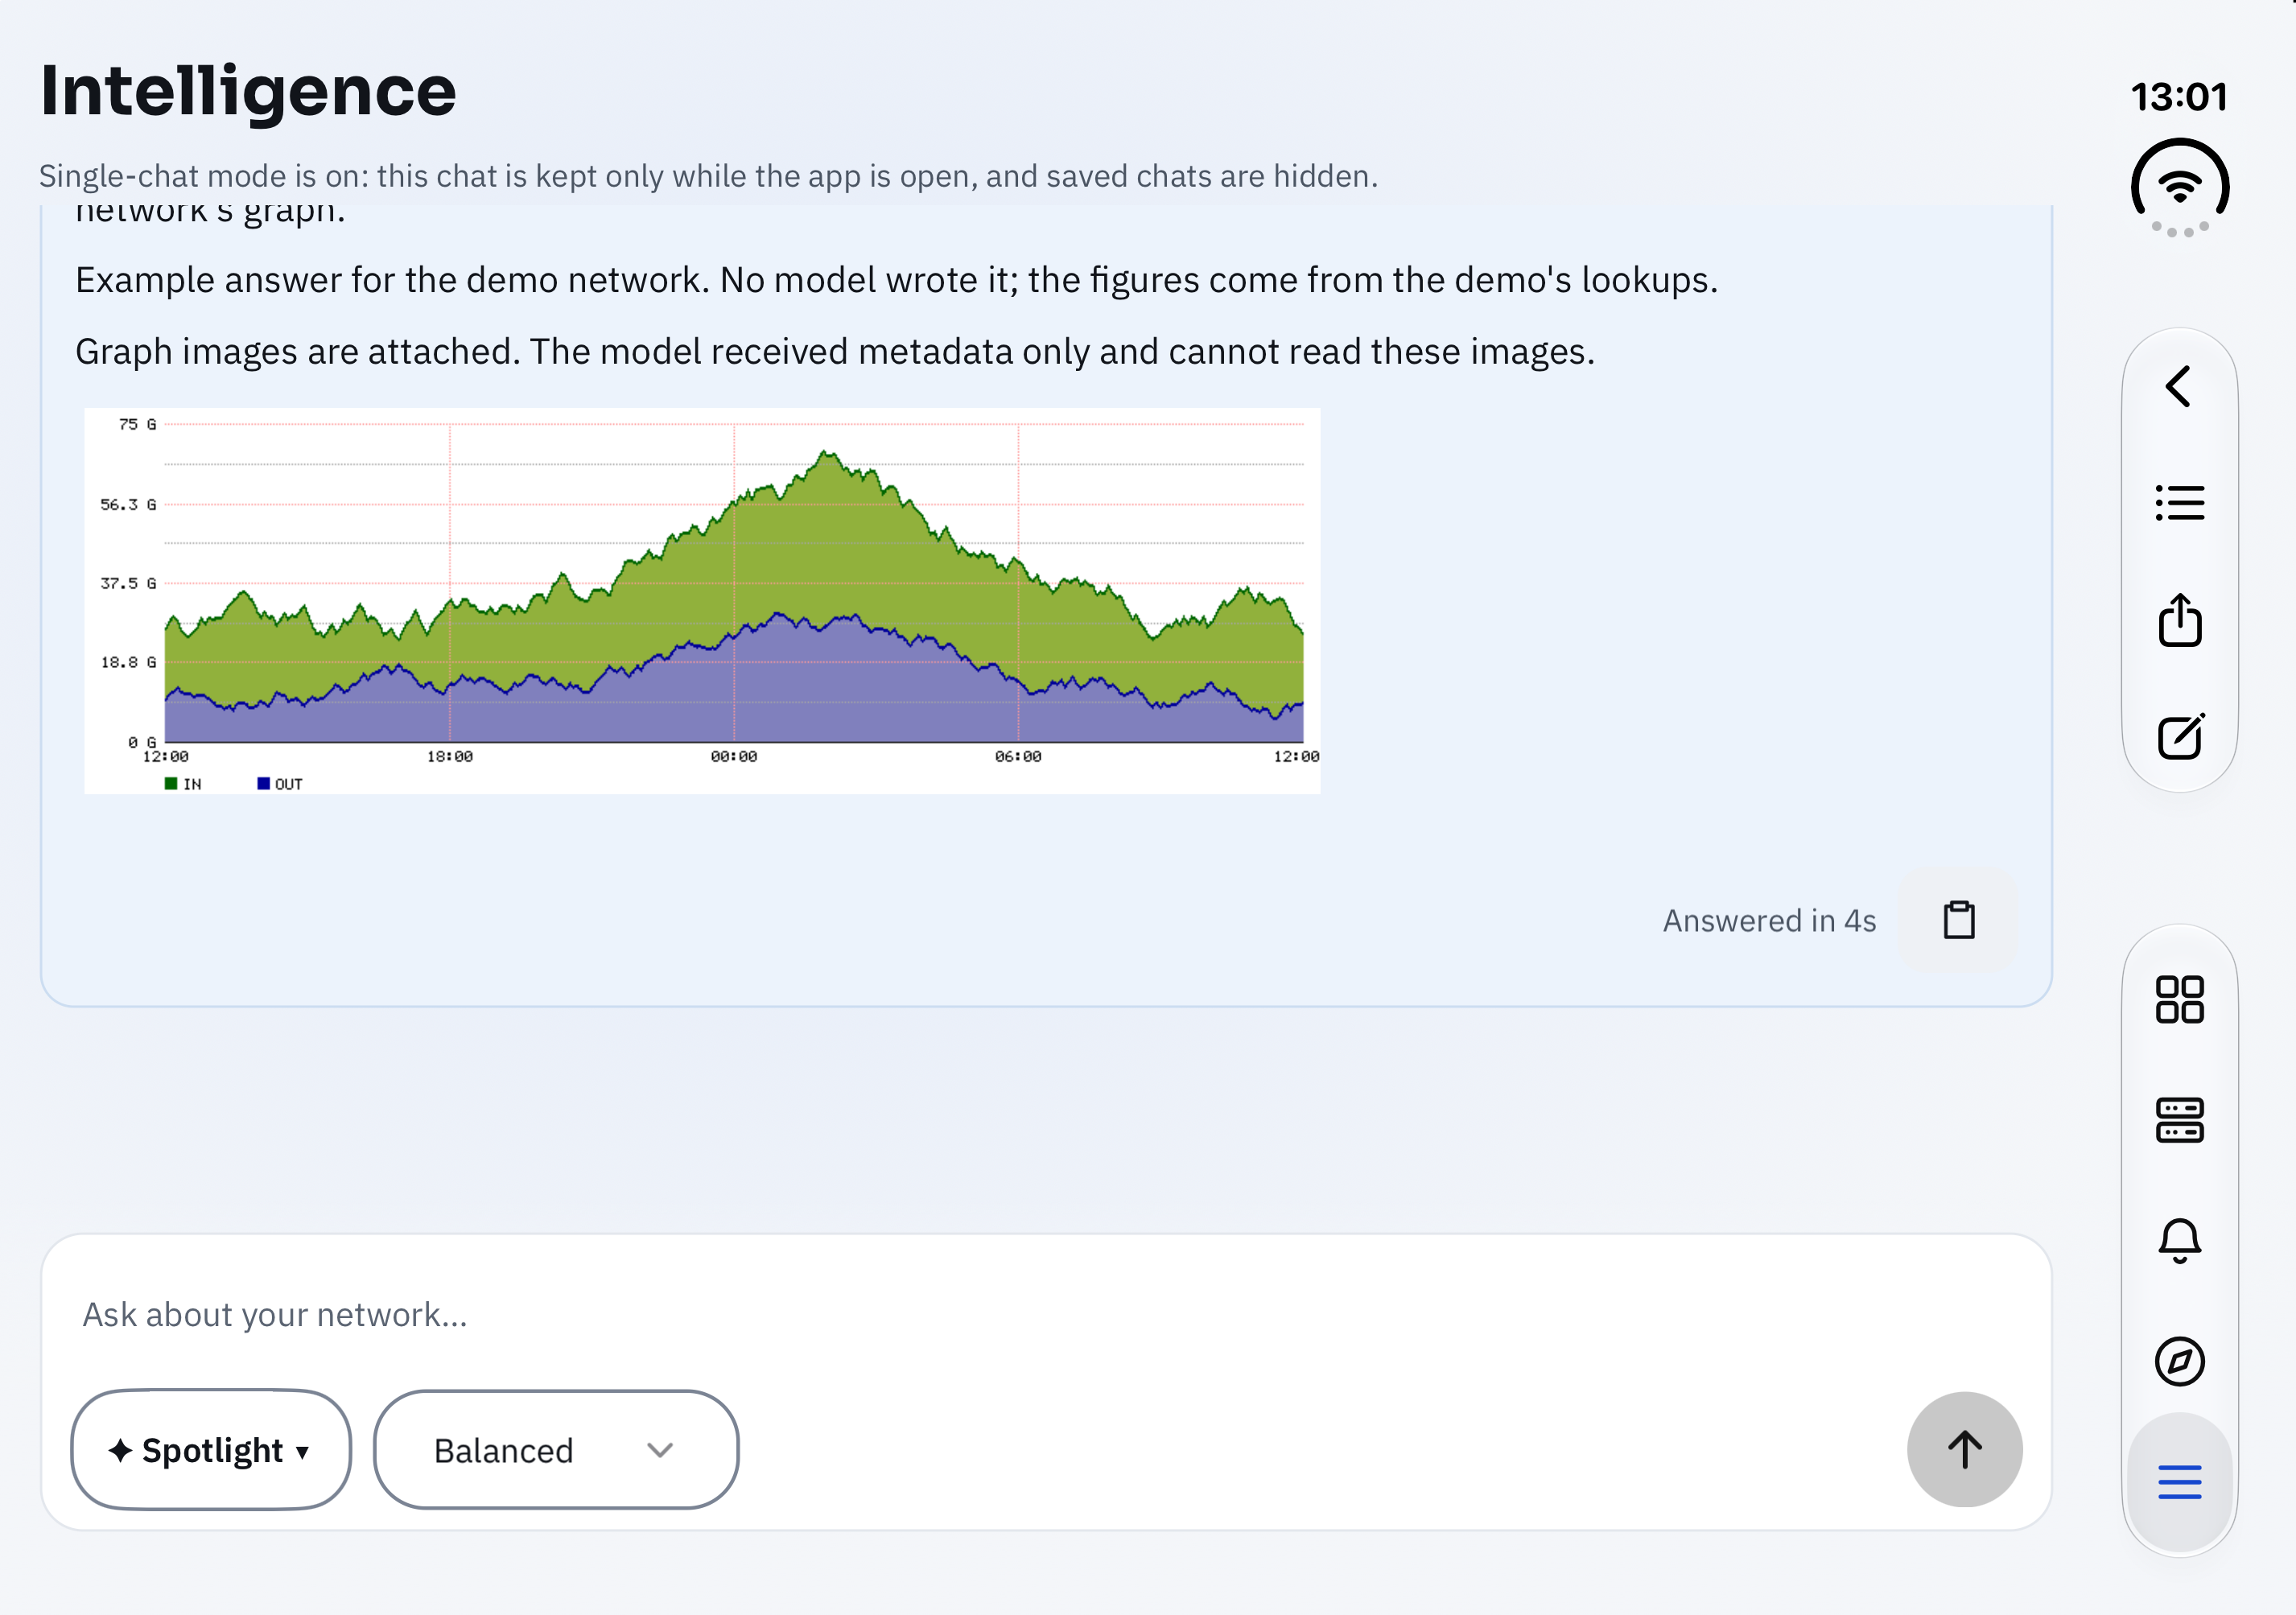 Intelligence
13:01
Single-chat mode is on: this chat is kept only while the app is open, and saved chats are hidden.
network's graph.
Example answer for the demo network. No model wrote it; the figures come from the demo's lookups.
Graph images are attached. The model received metadata only and cannot read these images.
75 G
56.3 G
37.5 G
18.8 G
0 G
12:00 18:00 00:00 06:00 12:00
IN OUT
Answered in 4s
Ask about your network...
Spotlight
Balanced